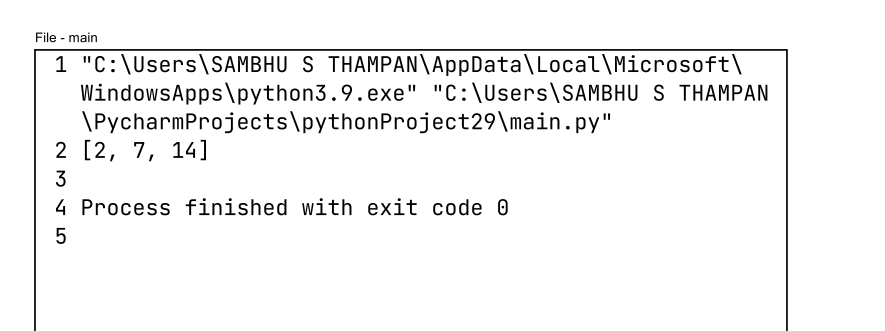 File - main
1 "C:\Users\SAMBHU S THAMPAN\AppData\Local\Microsoft\
WindowsApps\python3.9.exe" "C:\Users\SAMBHU S THAMPAN
\PycharmProjects\pythonProject29\main.py"
2 [2, 7, 14]
3
4 Process finished with exit code 0
5